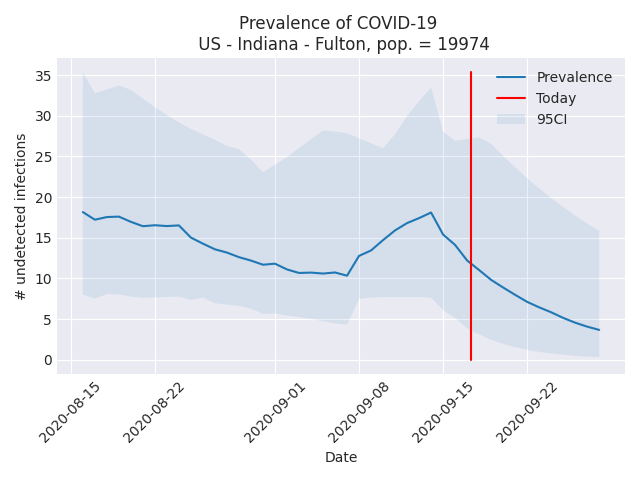 Prevalence of COVID-19
US - Indiana - Fulton, pop. = 19974
# undetected infections
35
30
25
20
15
10
5
0
Prevalence
Today
95CI
2020-08-15
2020-08-22
2020-09-01
2020-09-08
2020-09-15
2020-09-22
Date